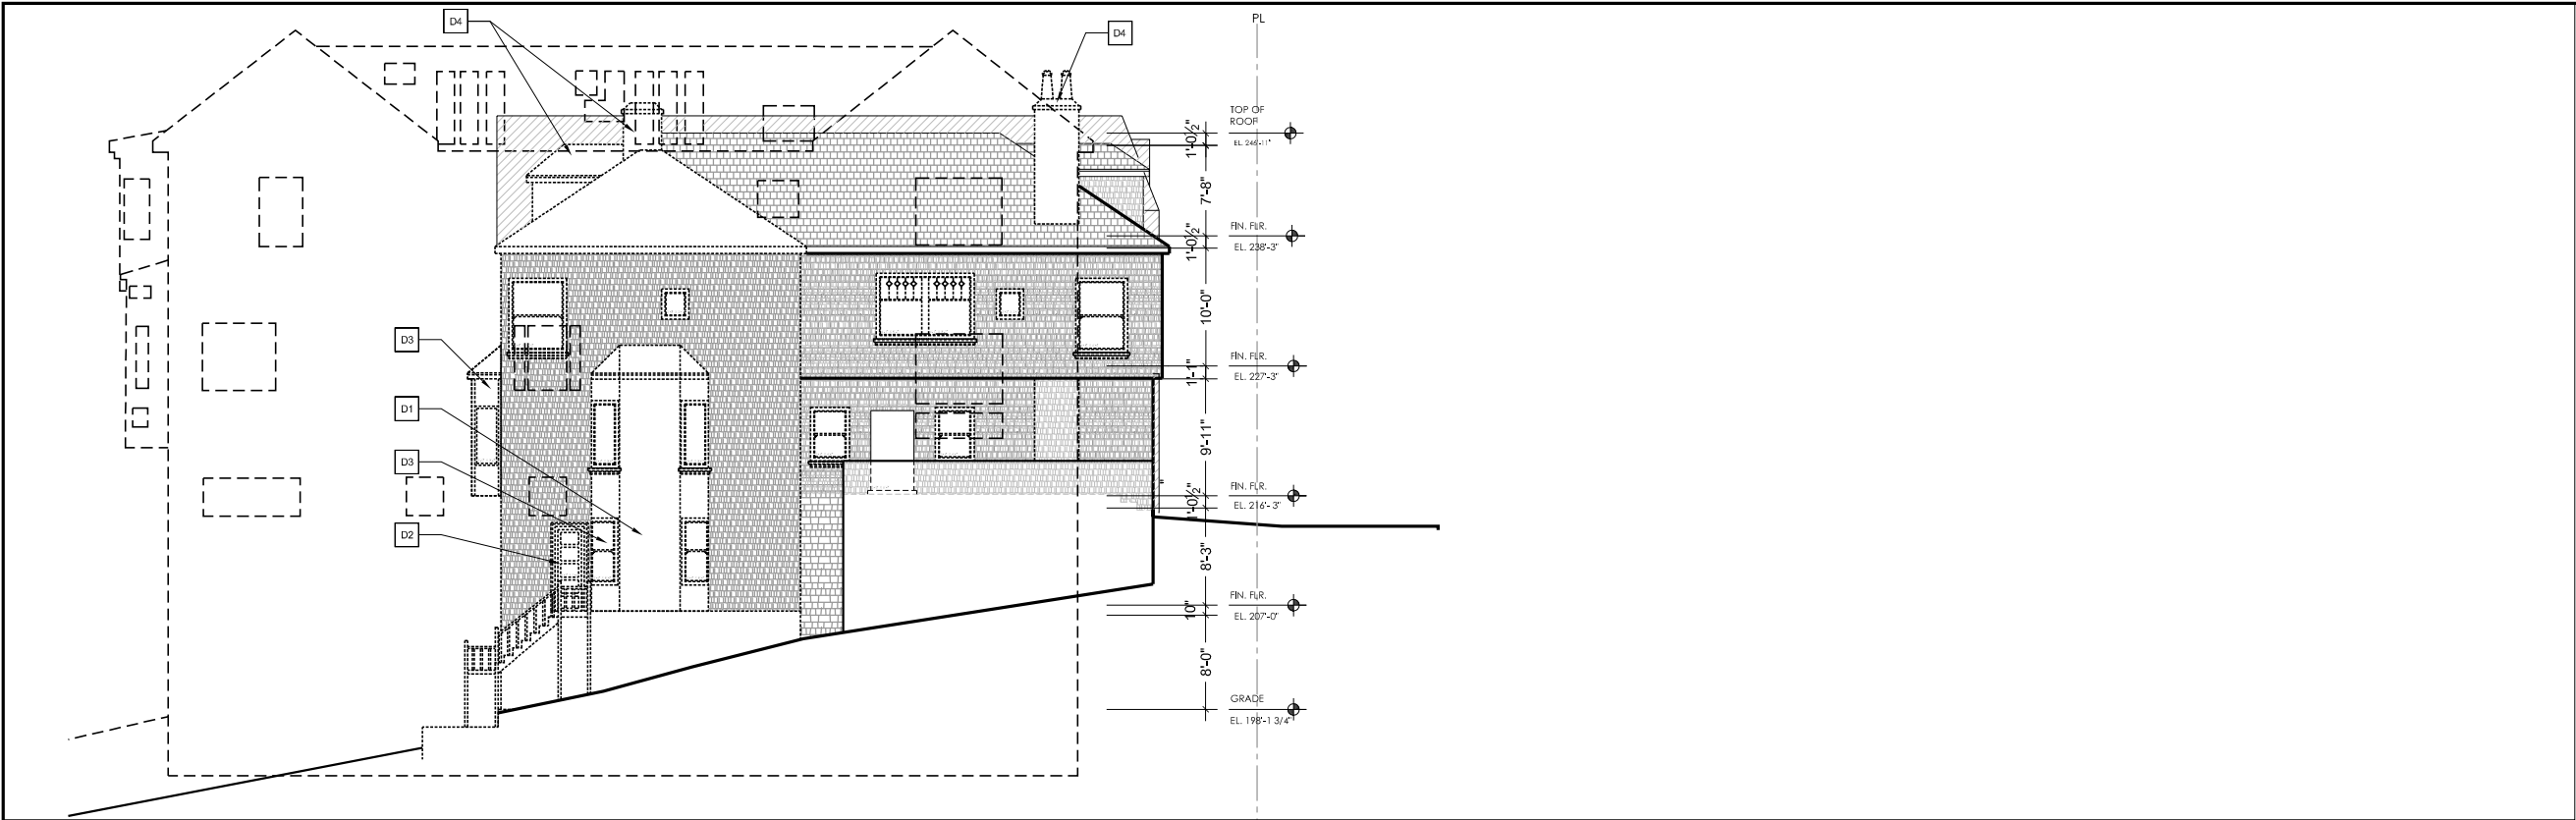 D4
D4
PL
TOP OF
ROOF
EL. 246'-11"
1'-0½"
7'-8"
FIN. FLR.
EL. 238'-3"
1'-0½"
10'-0"
D3
FIN. FLR.
EL. 227'-3"
1'-1"
D1
9'-11"
D3
FIN. FLR.
EL. 216'-3"
1'-0½"
D2
8'-3"
FIN. FLR.
EL. 207'-0"
10"
8'-0"
GRADE
EL. 198'-1 3/4"